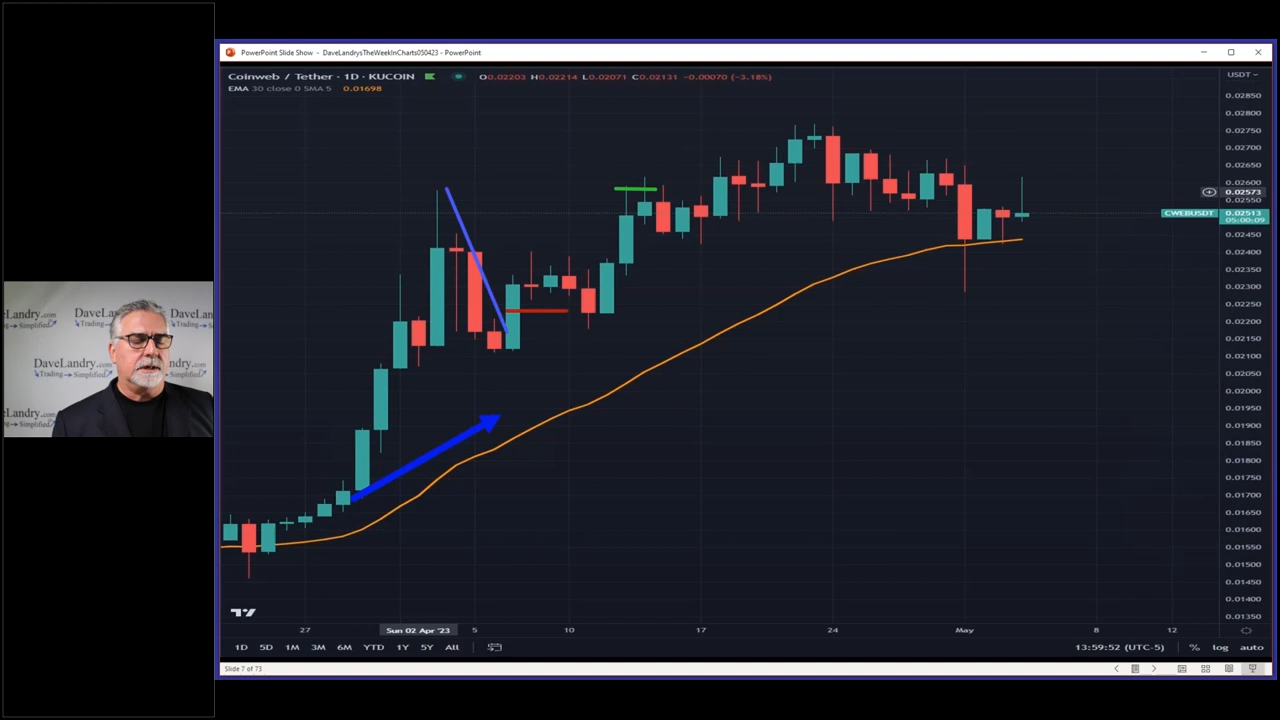 PowerPoint Slide Show - DaveLandrysTheWeekInCharts050423 - PowerPoint
Coinweb / Tether · 1D · KUCOIN O0.02203 H0.02214 L0.02071 C0.02131 −0.00070 (−3.18%)
EMA 30 close 0 SMA 5 0.01698
USDT
0.02850
0.02800
0.02750
0.02700
0.02650
0.02600
0.02573
0.02550
CWEBUSDT 0.02513
05:00:09
0.02450
0.02400
0.02350
0.02300
0.02250
0.02200
0.02150
0.02100
0.02050
0.02000
0.01950
0.01900
0.01850
0.01800
0.01750
0.01700
0.01650
0.01600
0.01550
0.01500
0.01450
0.01400
0.01350
27 Sun 02 Apr '23 5 10 17 24 May 8 12
1D 5D 1M 3M 6M YTD 1Y 5Y All 13:59:52 (UTC-5) % log auto
Slide 7 of 73
DaveLandry.com
Trading Simplified
DaveLandry.com
Trading Simplified